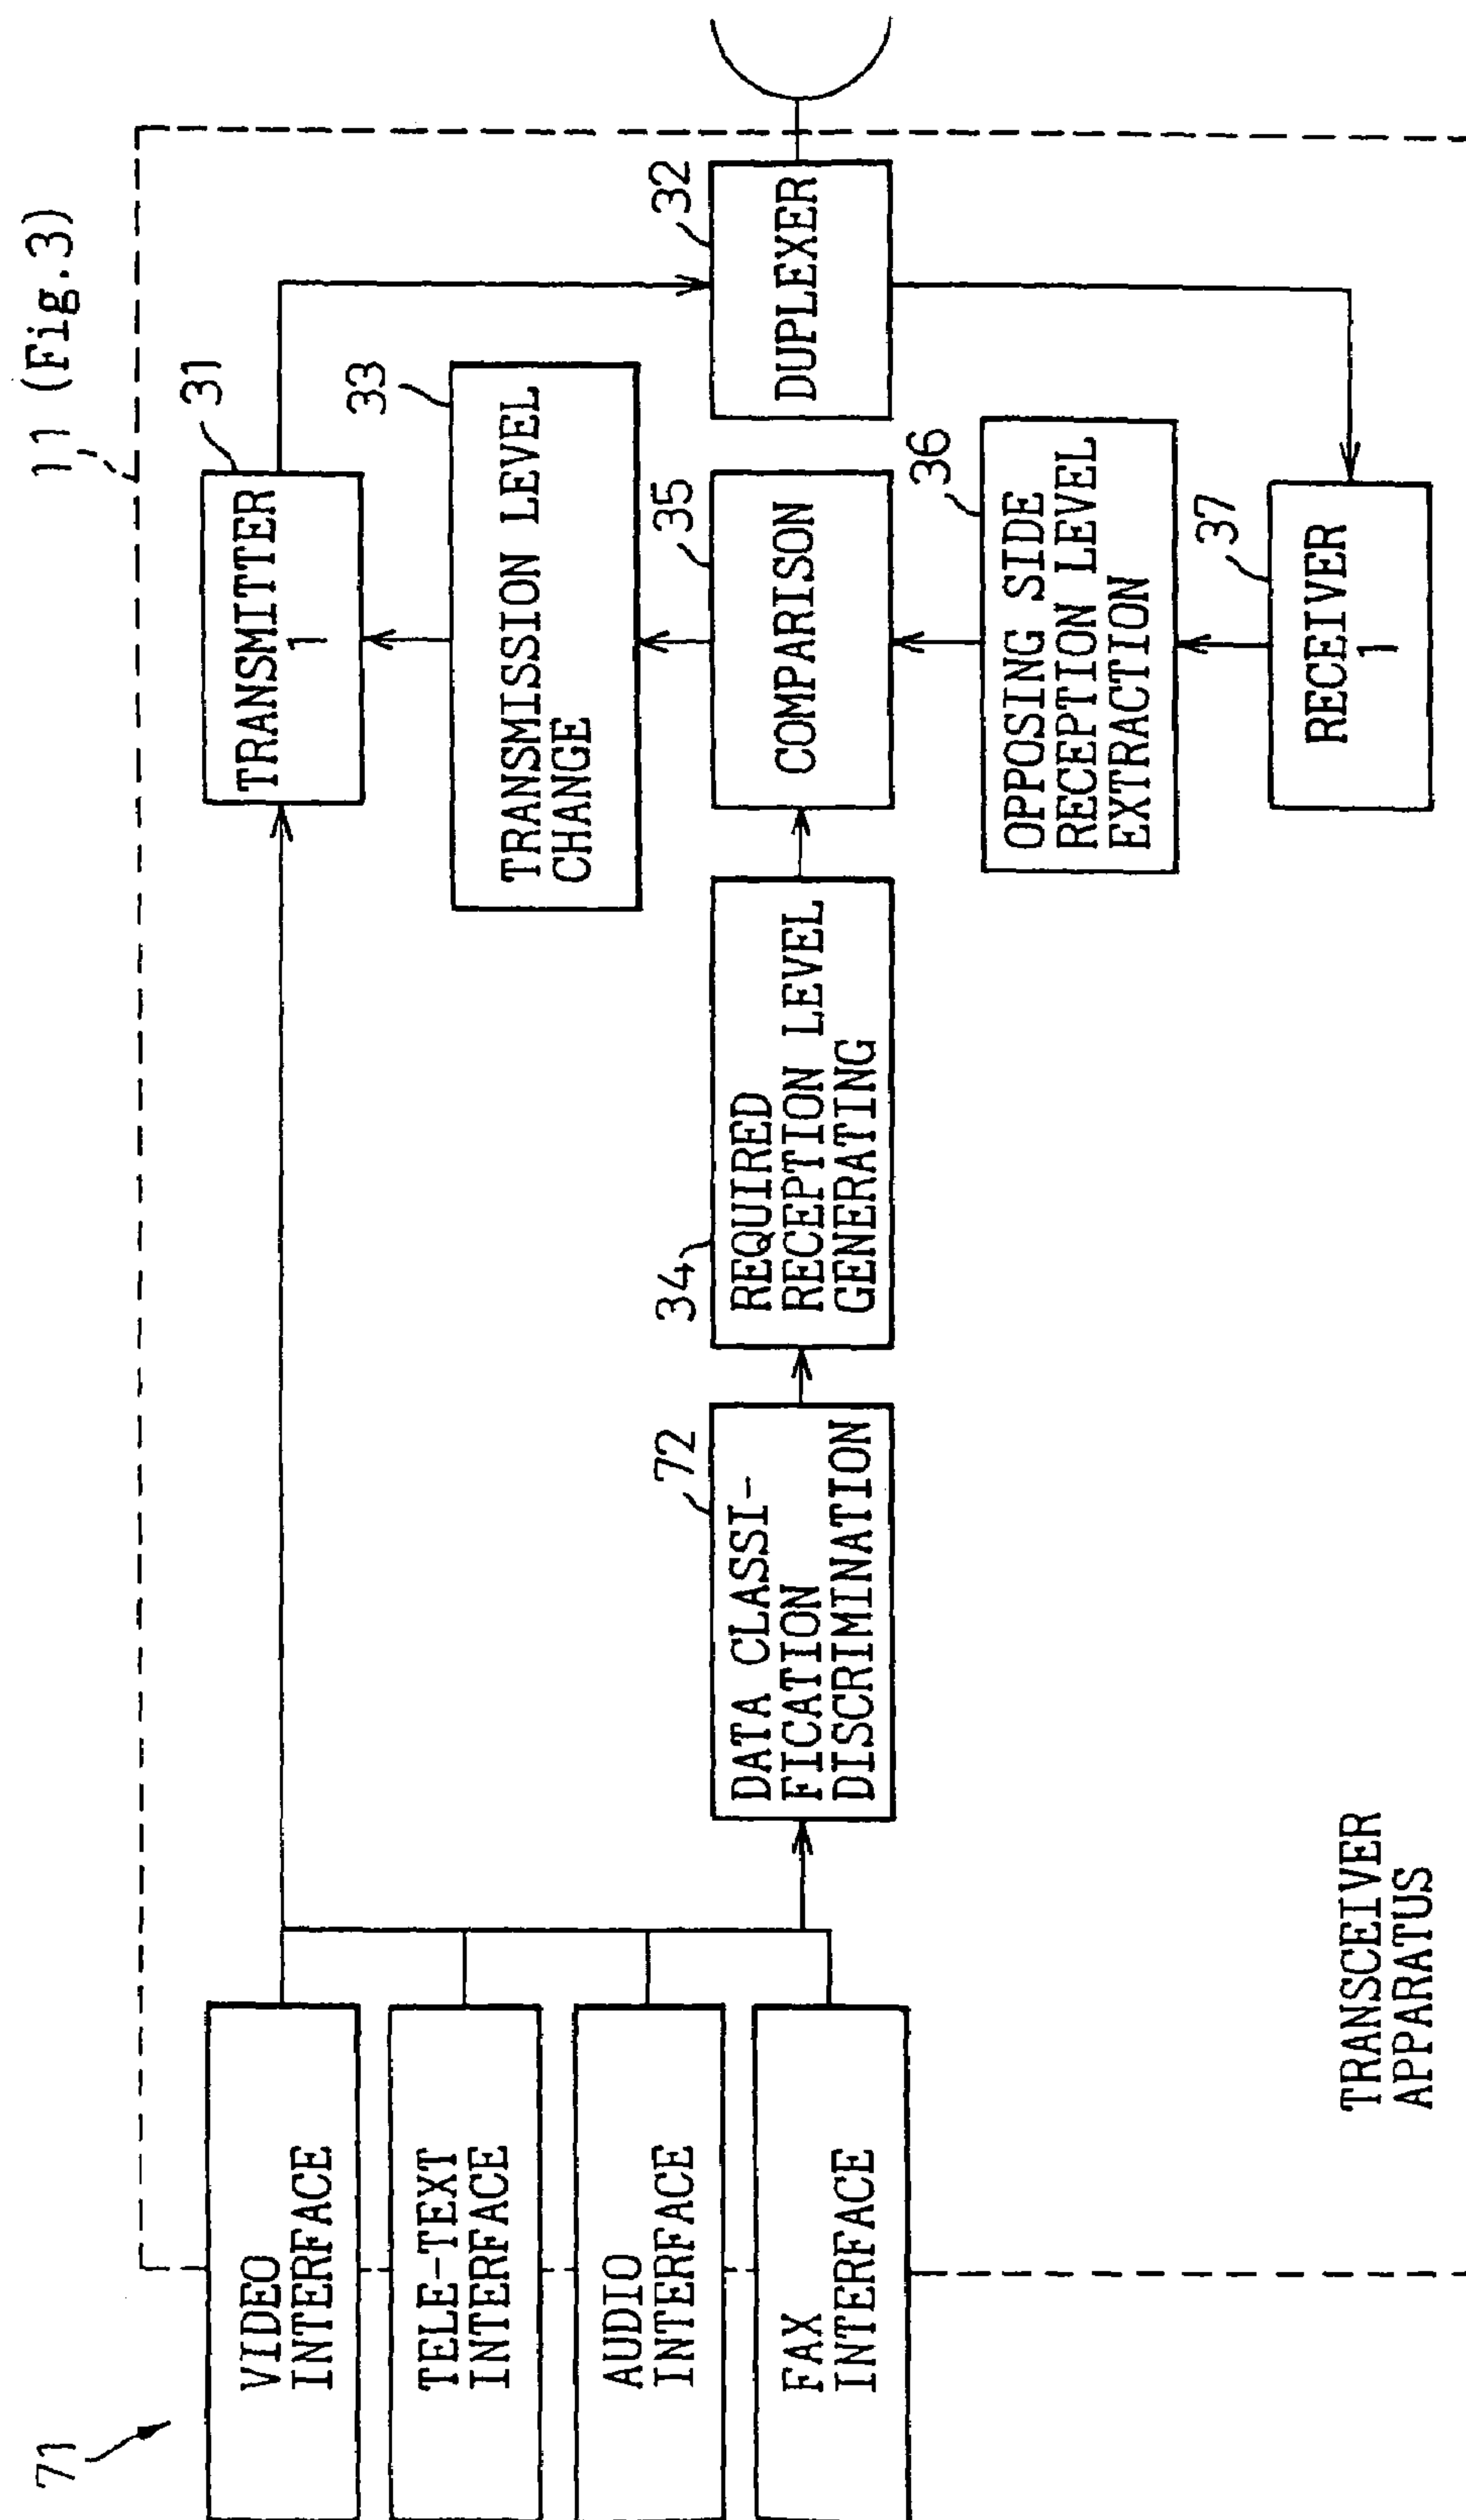 11 (Fig.3)
71
VIDEO
INTERFACE
TELE-TEXT
INTERFACE
AUDIO
INTERFACE
FAX
INTERFACE
TRANSMITTER
1
31
TRANSMISSION LEVEL
CHANGE
33
DATA CLASSI-
FICATION
DISCRIMINATION
72
REQUIRED
RECEPTION LEVEL
GENERATING
34
COMPARISON
35
DUPLEXER
32
OPPOSING SIDE
RECEPTION LEVEL
EXTRACTION
36
RECEIVER
1
37
TRANSCEIVER
APPARATUS